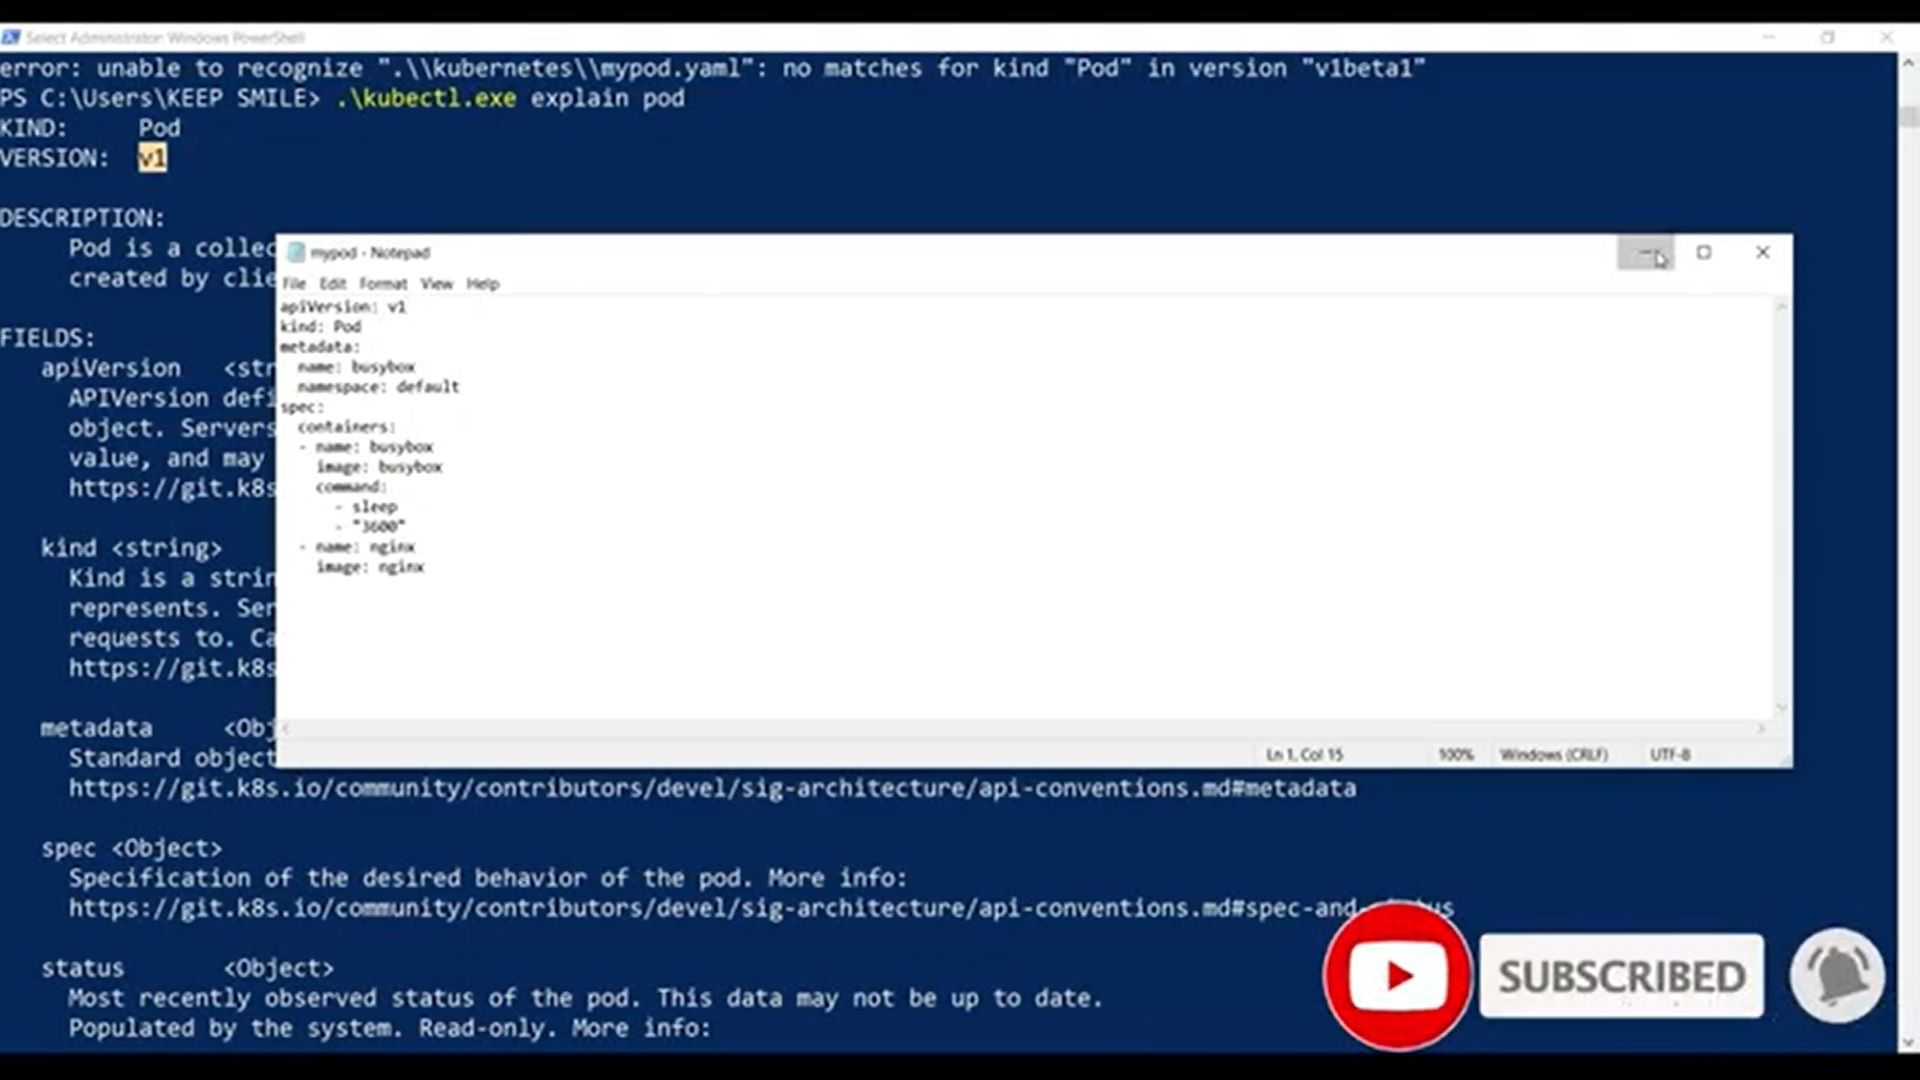 Select Administrator: Windows PowerShell
error: unable to recognize ".\\kubernetes\\mypod.yaml": no matches for kind "Pod" in version "v1beta1"
PS C:\Users\KEEP SMILE> .\kubectl.exe explain pod
KIND: Pod
VERSION: v1
DESCRIPTION:
Pod is a collec
created by clie
FIELDS:
apiVersion <str
APIVersion defi
object. Servers
value, and may
https://git.k8s
kind <string>
Kind is a strin
represents. Ser
requests to. Ca
https://git.k8s
metadata <Obj
Standard object
https://git.k8s.io/community/contributors/devel/sig-architecture/api-conventions.md#metadata
spec <Object>
Specification of the desired behavior of the pod. More info:
https://git.k8s.io/community/contributors/devel/sig-architecture/api-conventions.md#spec-and-
status <Object>
Most recently observed status of the pod. This data may not be up to date.
Populated by the system. Read-only. More info:
mypod - Notepad
File Edit Format View Help
apiVersion: v1
kind: Pod
metadata:
  name: busybox
  namespace: default
spec:
  containers:
  - name: busybox
    image: busybox
    command:
      - sleep
      - "3600"
  - name: nginx
    image: nginx
Ln 1, Col 15 100% Windows (CRLF) UTF-8
SUBSCRIBED